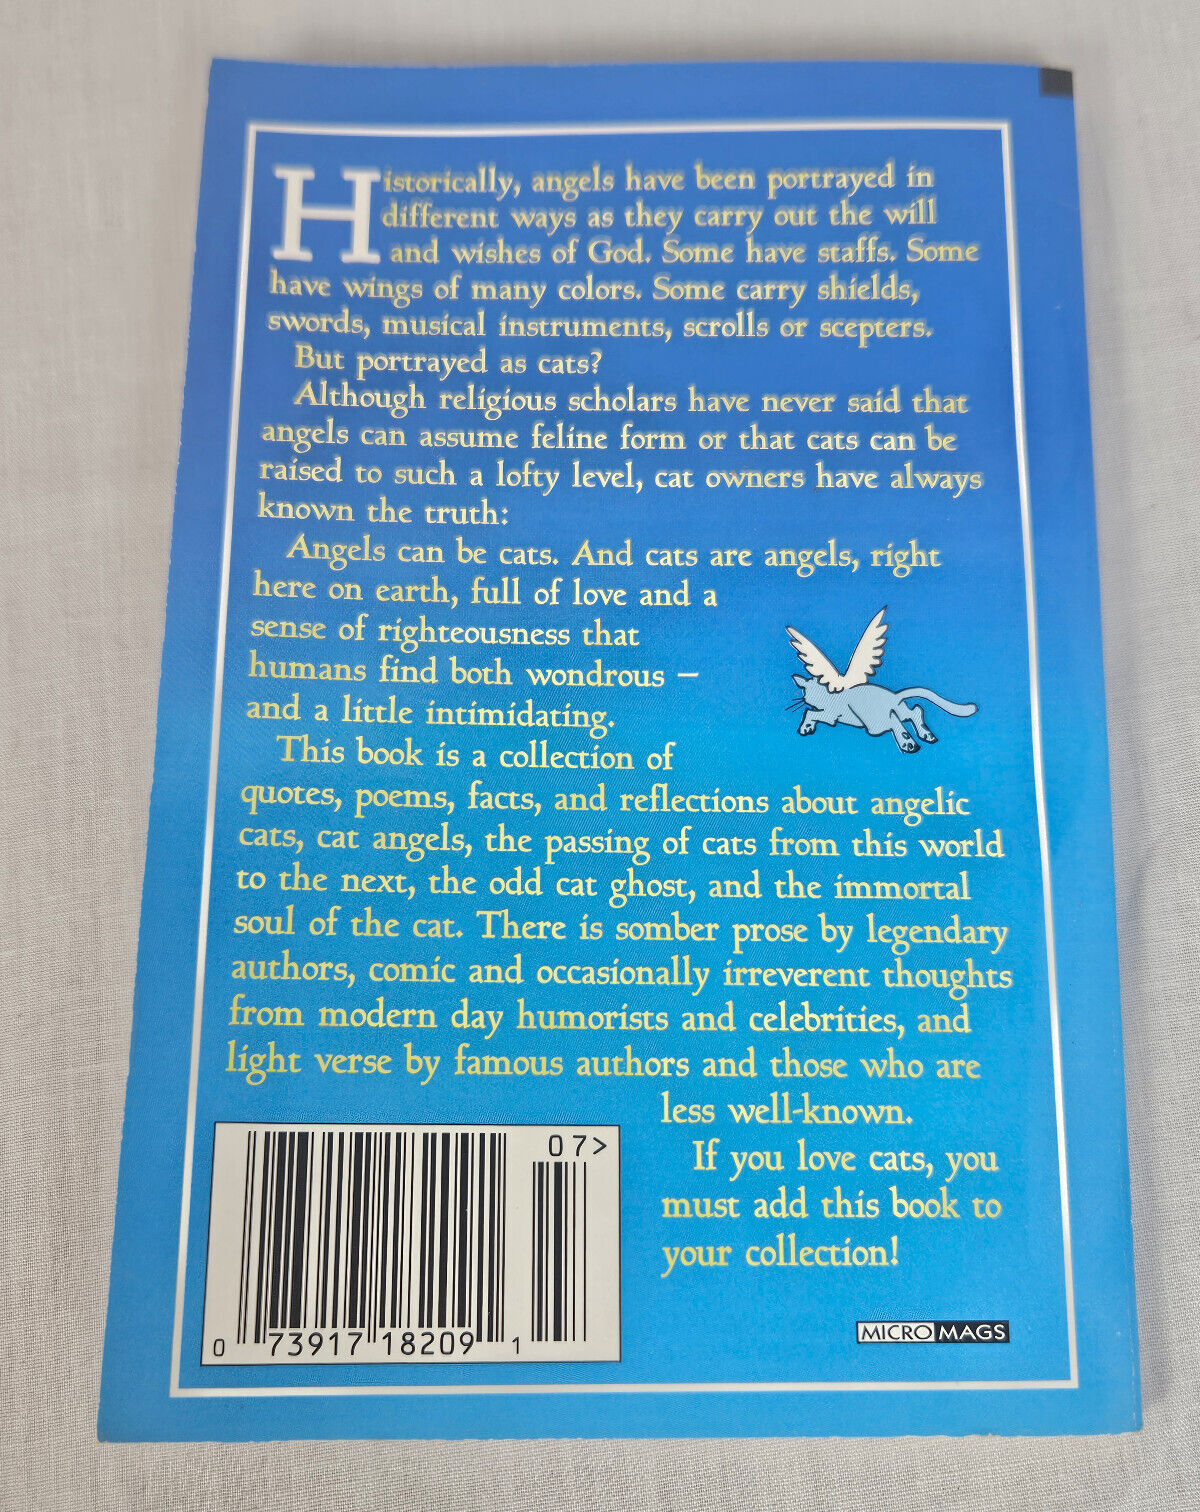 Historically, angels have been portrayed in
different ways as they carry out the will
and wishes of God. Some have staffs. Some
have wings of many colors. Some carry shields,
swords, musical instruments, scrolls or scepters.
But portrayed as cats?
Although religious scholars have never said that
angels can assume feline form or that cats can be
raised to such a lofty level, cat owners have always
known the truth:
Angels can be cats. And cats are angels, right
here on earth, full of love and a
sense of righteousness that
humans find both wondrous –
and a little intimidating.
This book is a collection of
quotes, poems, facts, and reflections about angelic
cats, cat angels, the passing of cats from this world
to the next, the odd cat ghost, and the immortal
soul of the cat. There is somber prose by legendary
authors, comic and occasionally irreverent thoughts
from modern day humorists and celebrities, and
light verse by famous authors and those who are
less well-known.
If you love cats, you
must add this book to
your collection!
07>
0 73917 18209 1
MICRO MAGS